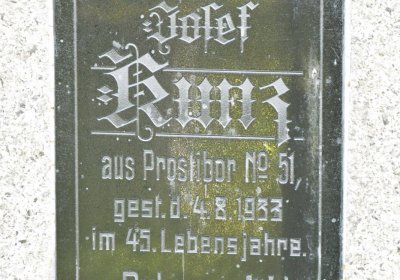 Josef
Kunz
aus Prostibor No 51,
gest. d. 4.8.1933
im 45. Lebensjahre.